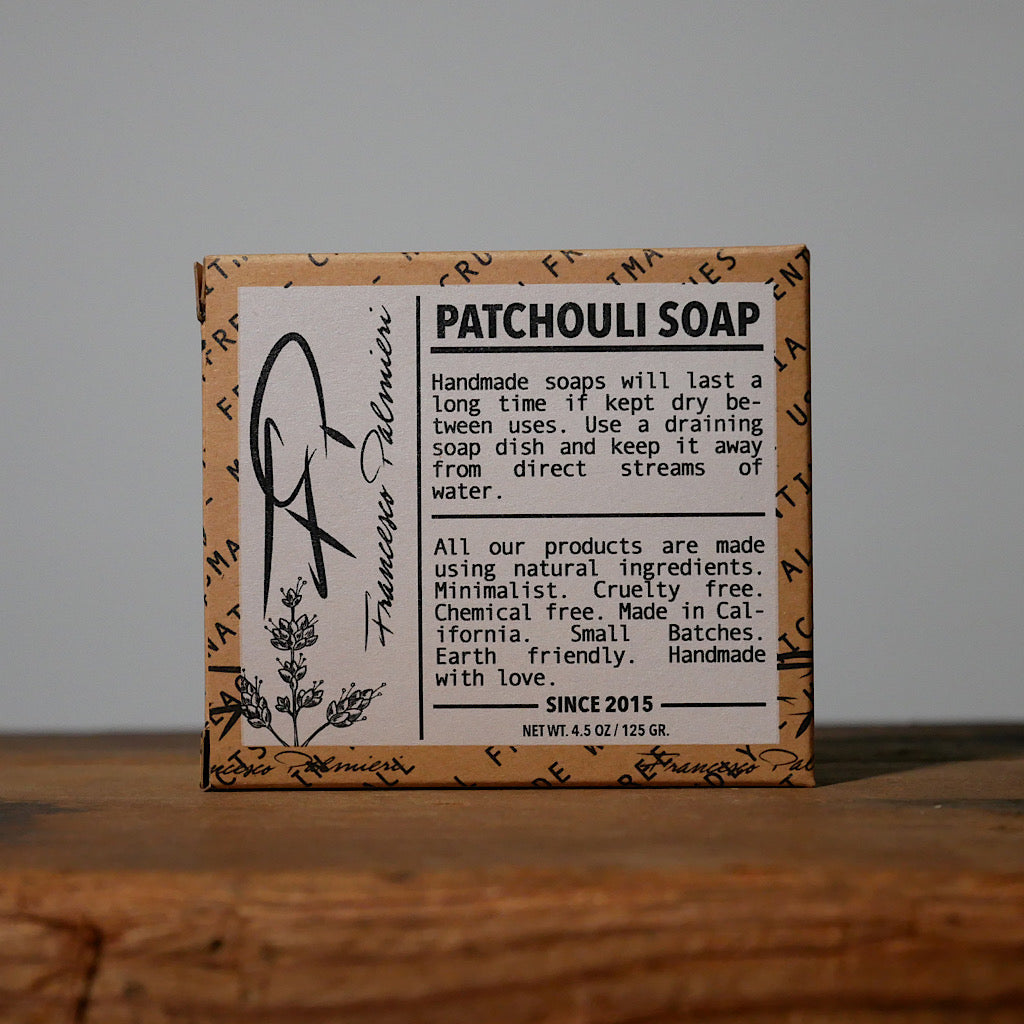 PATCHOULI SOAP
Handmade soaps will last a
long time if kept dry be-
tween uses. Use a draining
soap dish and keep it away
from direct streams of
water.
All our products are made
using natural ingredients.
Minimalist. Cruelty free.
Chemical free. Made in Cal-
ifornia. Small Batches.
Earth friendly. Handmade
with love.
SINCE 2015
NET WT. 4.5 OZ / 125 GR.
Francesco Palmieri